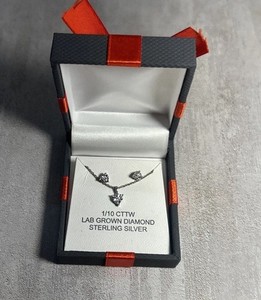 1/10 CTTW
LAB GROWN DIAMOND
STERLING SILVER